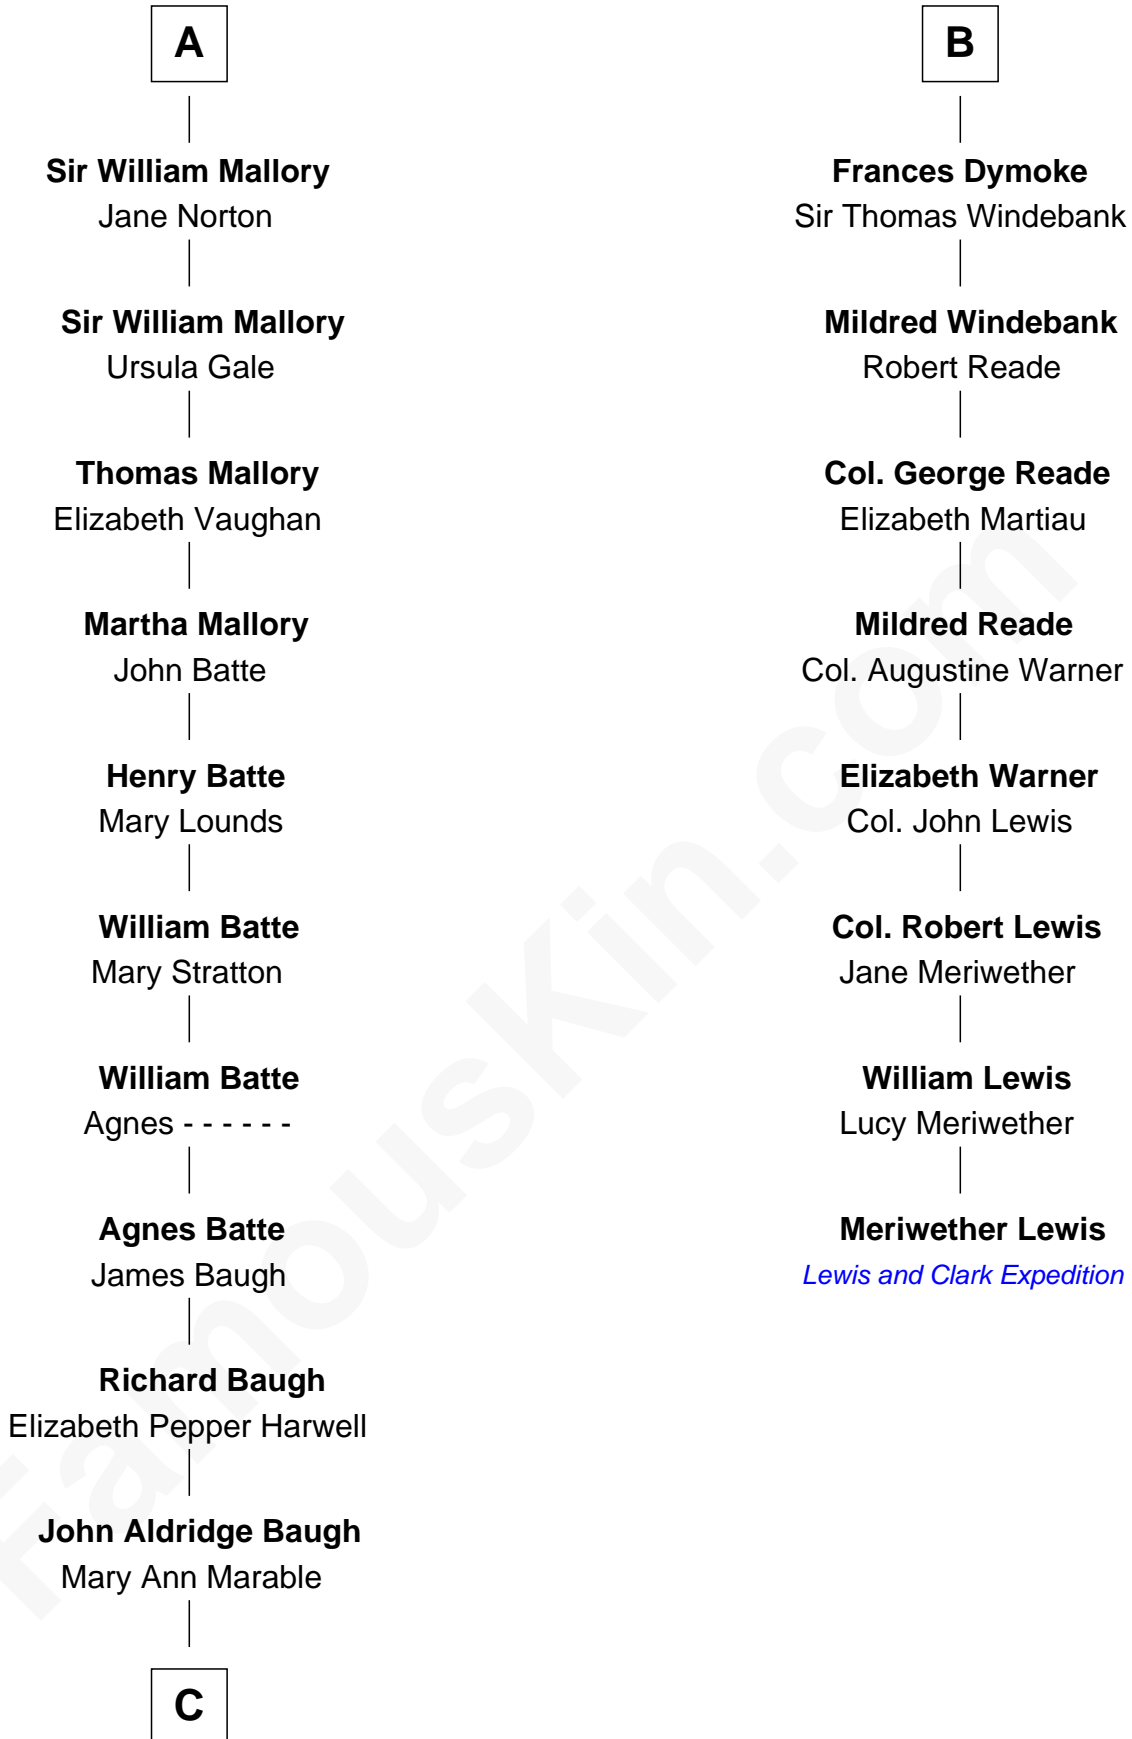 A
Sir William Mallory
Jane Norton
Sir William Mallory
Ursula Gale
Thomas Mallory
Elizabeth Vaughan
Martha Mallory
John Batte
Henry Batte
Mary Lounds
William Batte
Mary Stratton
William Batte
Agnes - - - - - -
Agnes Batte
James Baugh
Richard Baugh
Elizabeth Pepper Harwell
John Aldridge Baugh
Mary Ann Marable
C
B
Frances Dymoke
Sir Thomas Windebank
Mildred Windebank
Robert Reade
Col. George Reade
Elizabeth Martiau
Mildred Reade
Col. Augustine Warner
Elizabeth Warner
Col. John Lewis
Col. Robert Lewis
Jane Meriwether
William Lewis
Lucy Meriwether
Meriwether Lewis
Lewis and Clark Expedition
FamousKin.com